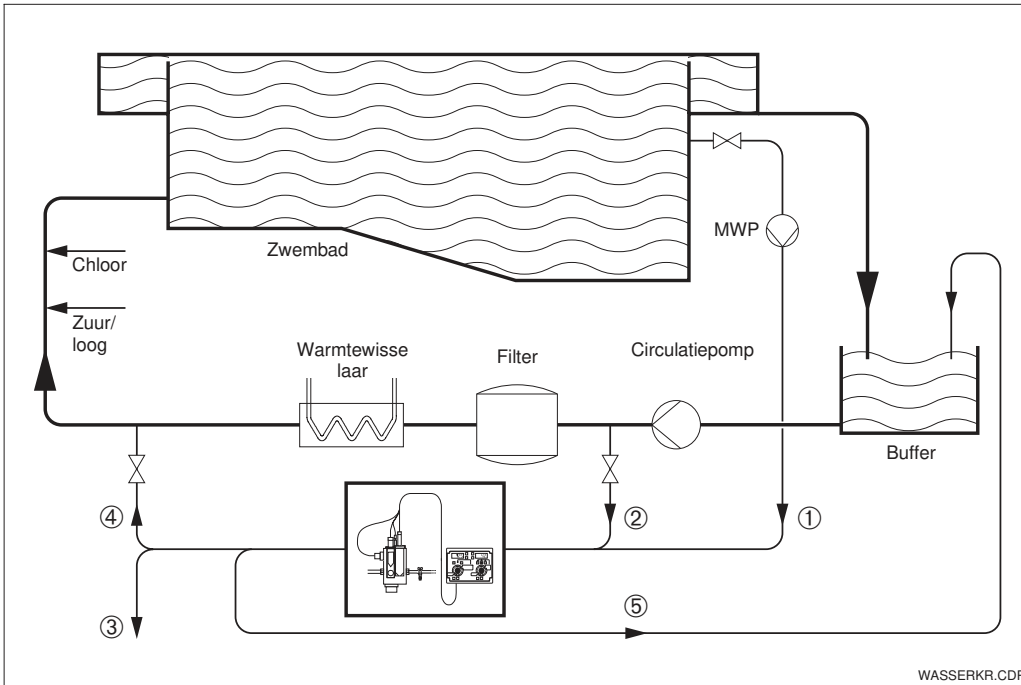 MWP
Zwembad
Chloor
Zuur/
loog
Warmtewisse
laar
Filter
Circulatiepomp
Buffer
④
②
①
③
⑤
WASSERKR.CDR